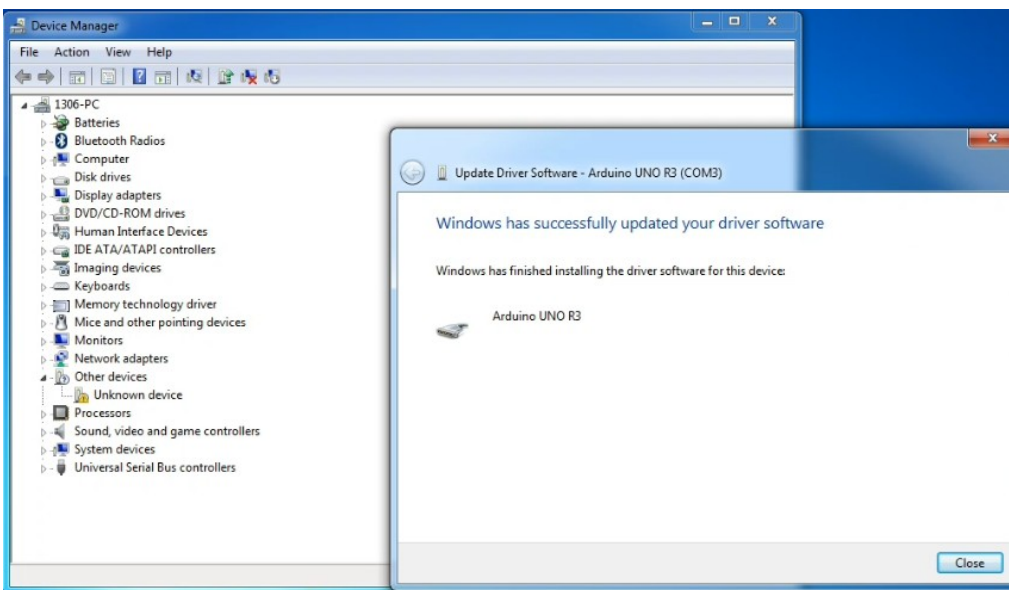 Device Manager
File Action View Help
1306-PC
Batteries
Bluetooth Radios
Computer
Disk drives
Display adapters
DVD/CD-ROM drives
Human Interface Devices
IDE ATA/ATAPI controllers
Imaging devices
Keyboards
Memory technology driver
Mice and other pointing devices
Monitors
Network adapters
Other devices
Unknown device
Processors
Sound, video and game controllers
System devices
Universal Serial Bus controllers
Update Driver Software - Arduino UNO R3 (COM3)
Windows has successfully updated your driver software
Windows has finished installing the driver software for this device:
Arduino UNO R3
Close